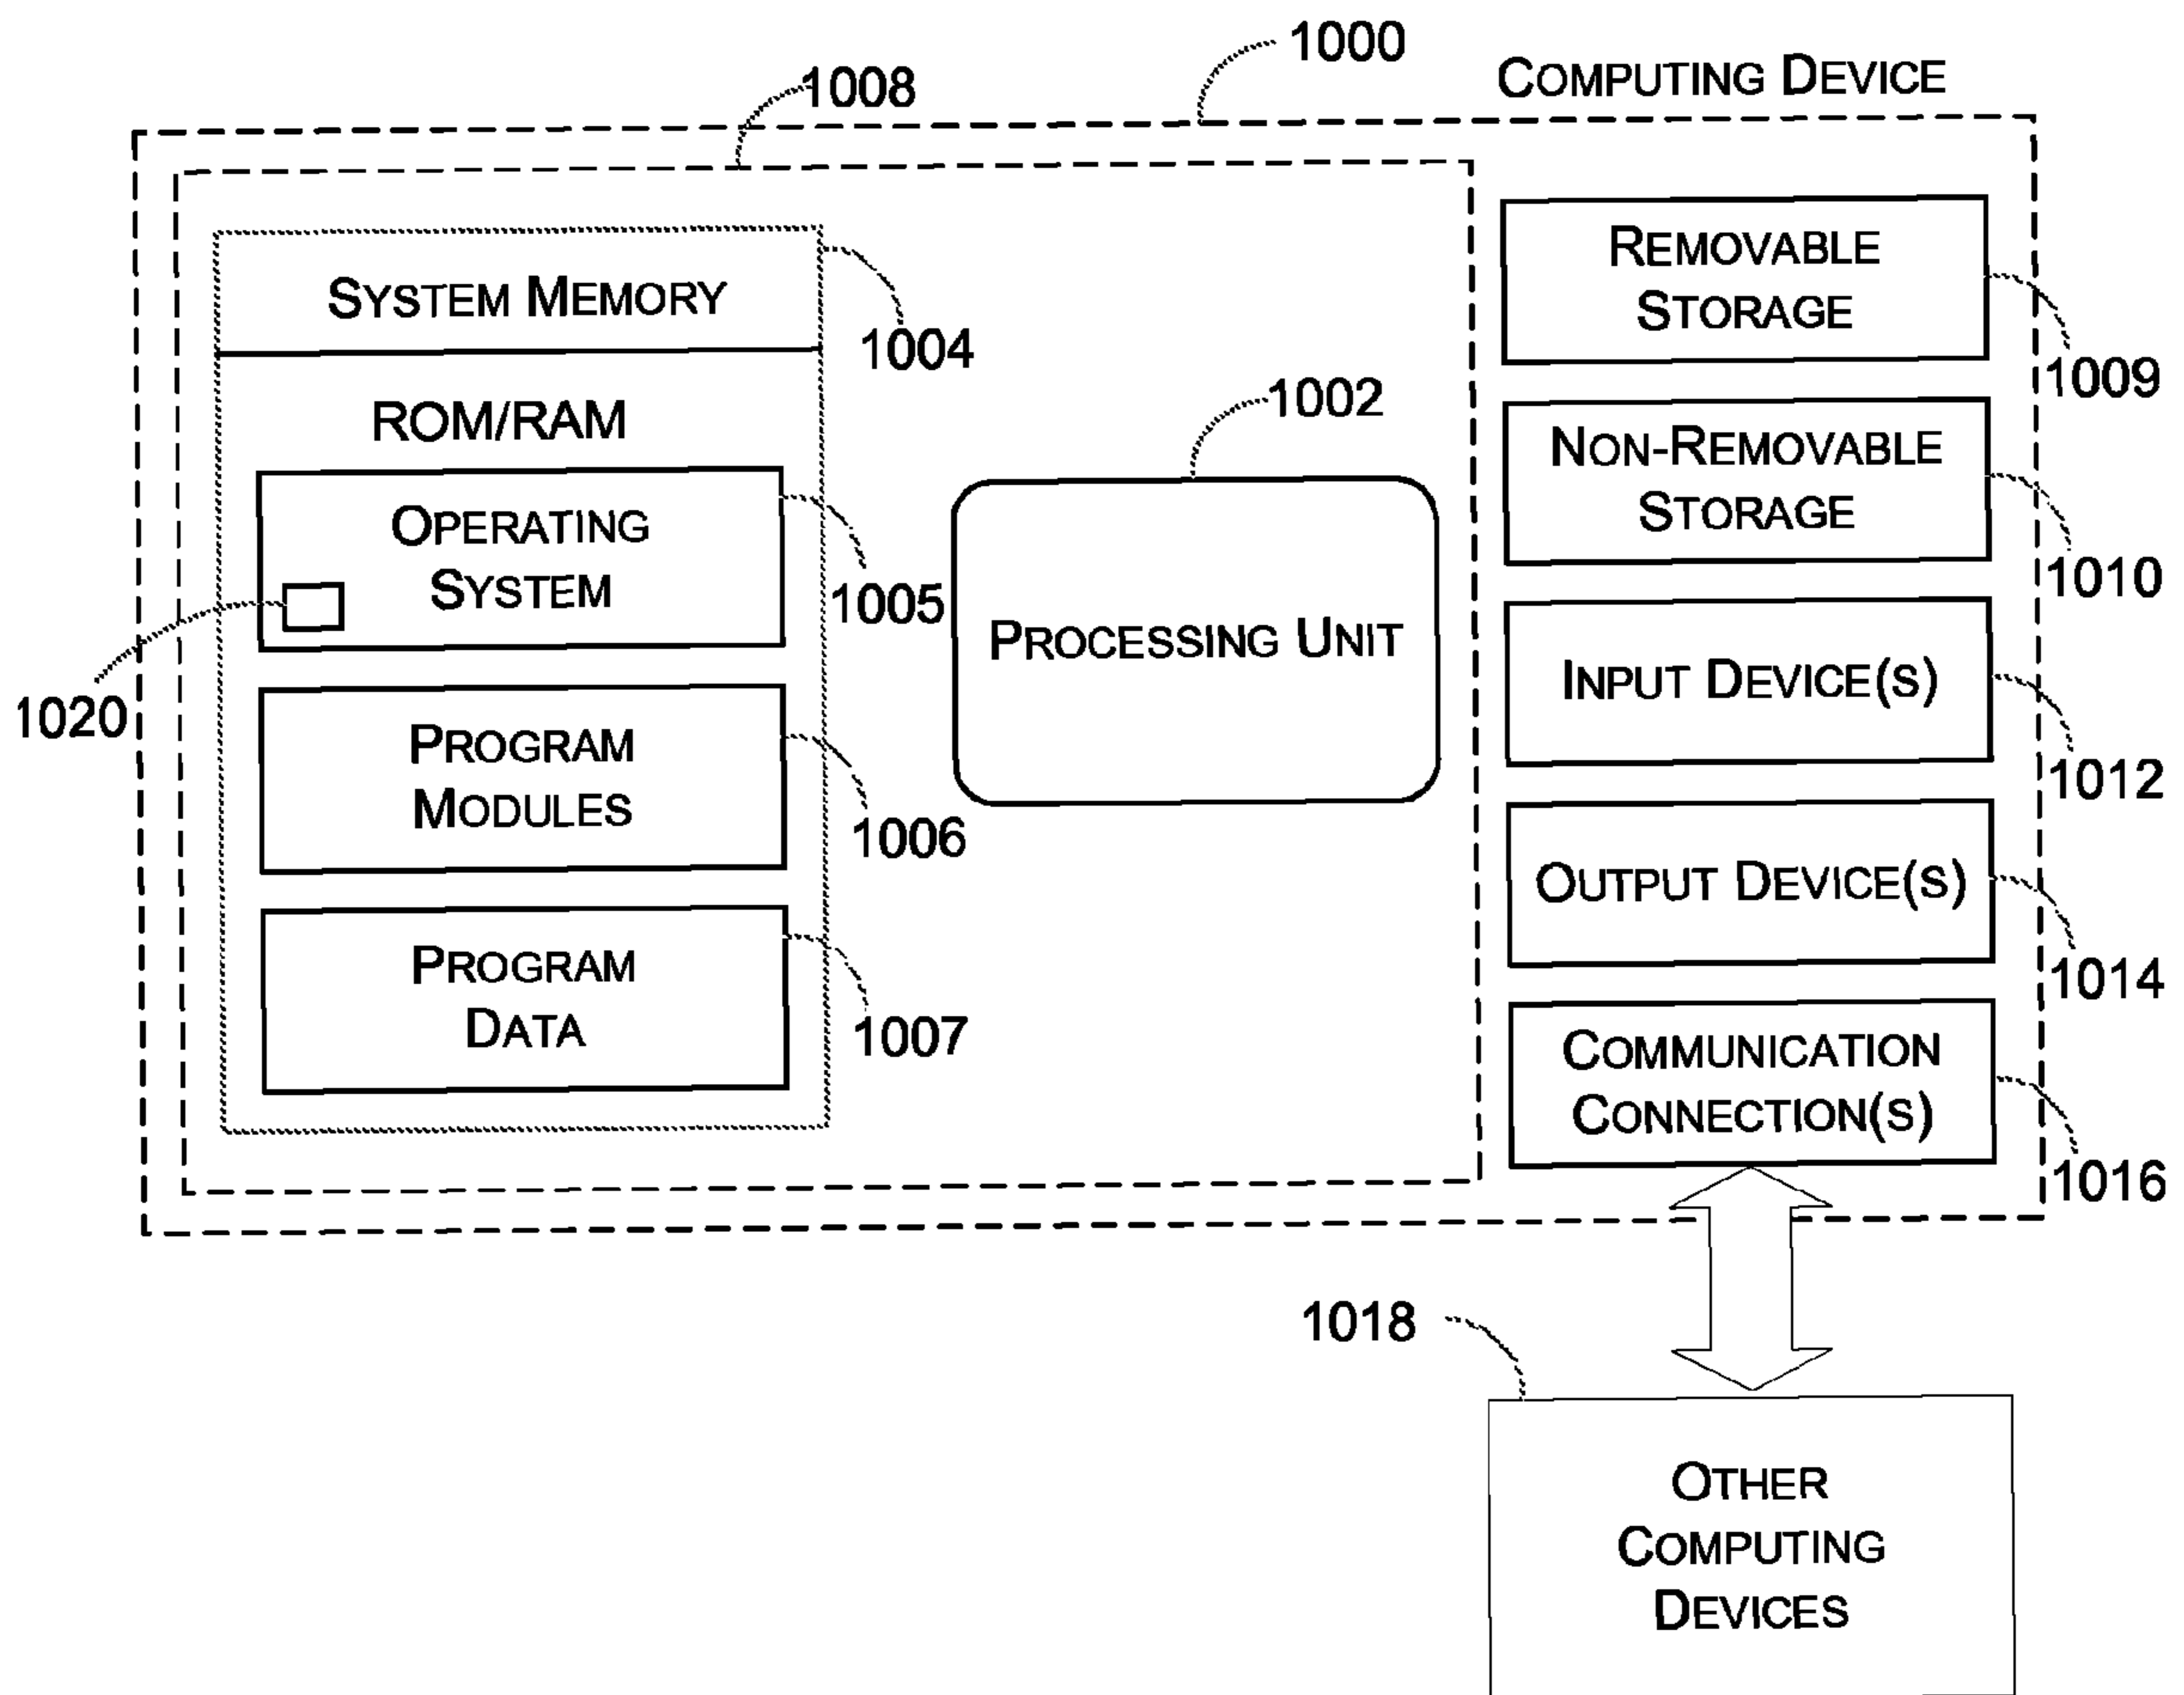 1000
COMPUTING DEVICE
1008
SYSTEM MEMORY
1004
ROM/RAM
OPERATING
SYSTEM
1005
1020
PROGRAM
MODULES
1006
PROGRAM
DATA
1007
1002
PROCESSING UNIT
REMOVABLE
STORAGE
1009
NON-REMOVABLE
STORAGE
1010
INPUT DEVICE(S)
1012
OUTPUT DEVICE(S)
1014
COMMUNICATION
CONNECTION(S)
1016
1018
OTHER
COMPUTING
DEVICES